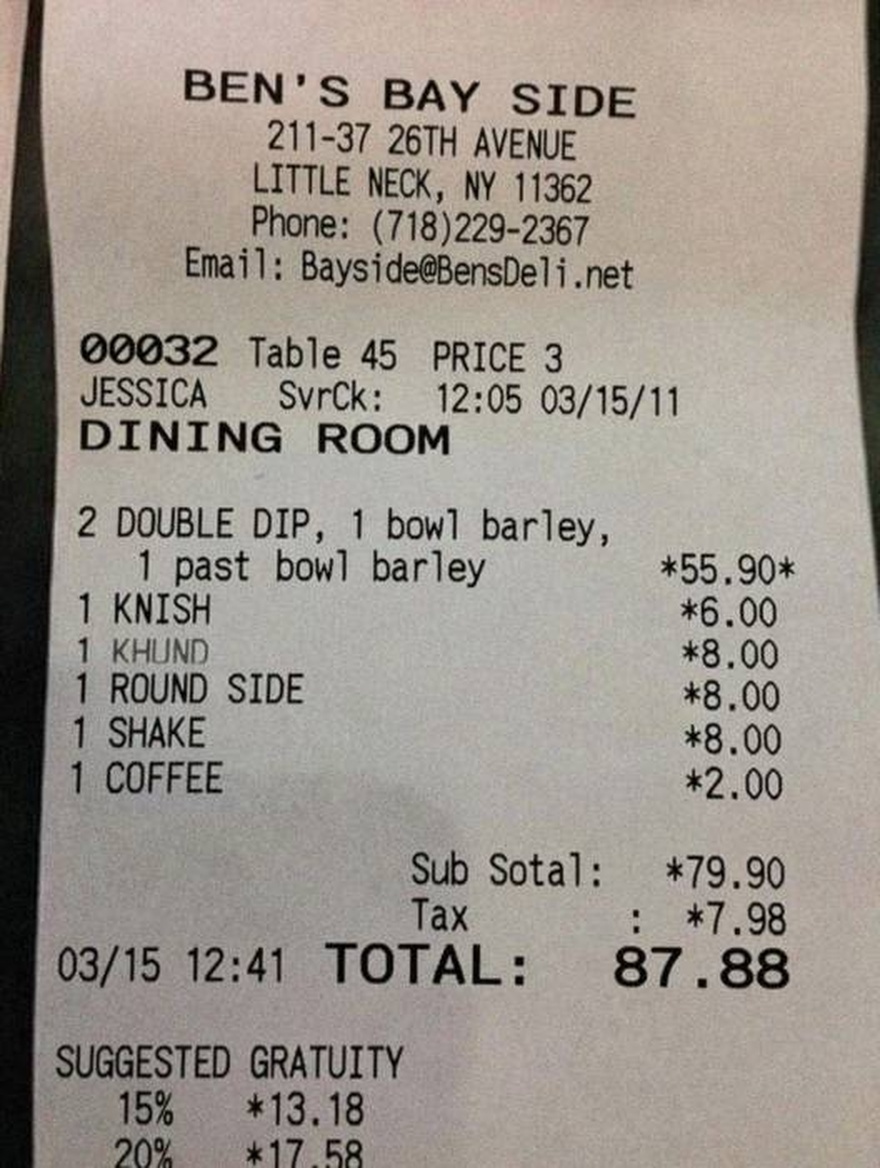 BEN'S BAY SIDE
211-37 26TH AVENUE
LITTLE NECK, NY 11362
Phone: (718)229-2367
Email: Bayside@BensDeli.net
00032 Table 45 PRICE 3
JESSICA SvrCk: 12:05 03/15/11
DINING ROOM
2 DOUBLE DIP, 1 bowl barley,
1 past bowl barley *55.90*
1 KNISH *6.00
1 KHUND *8.00
1 ROUND SIDE *8.00
1 SHAKE *8.00
1 COFFEE *2.00
Sub Sotal: *79.90
Tax : *7.98
03/15 12:41 TOTAL: 87.88
SUGGESTED GRATUITY
15% *13.18
20% *17.58